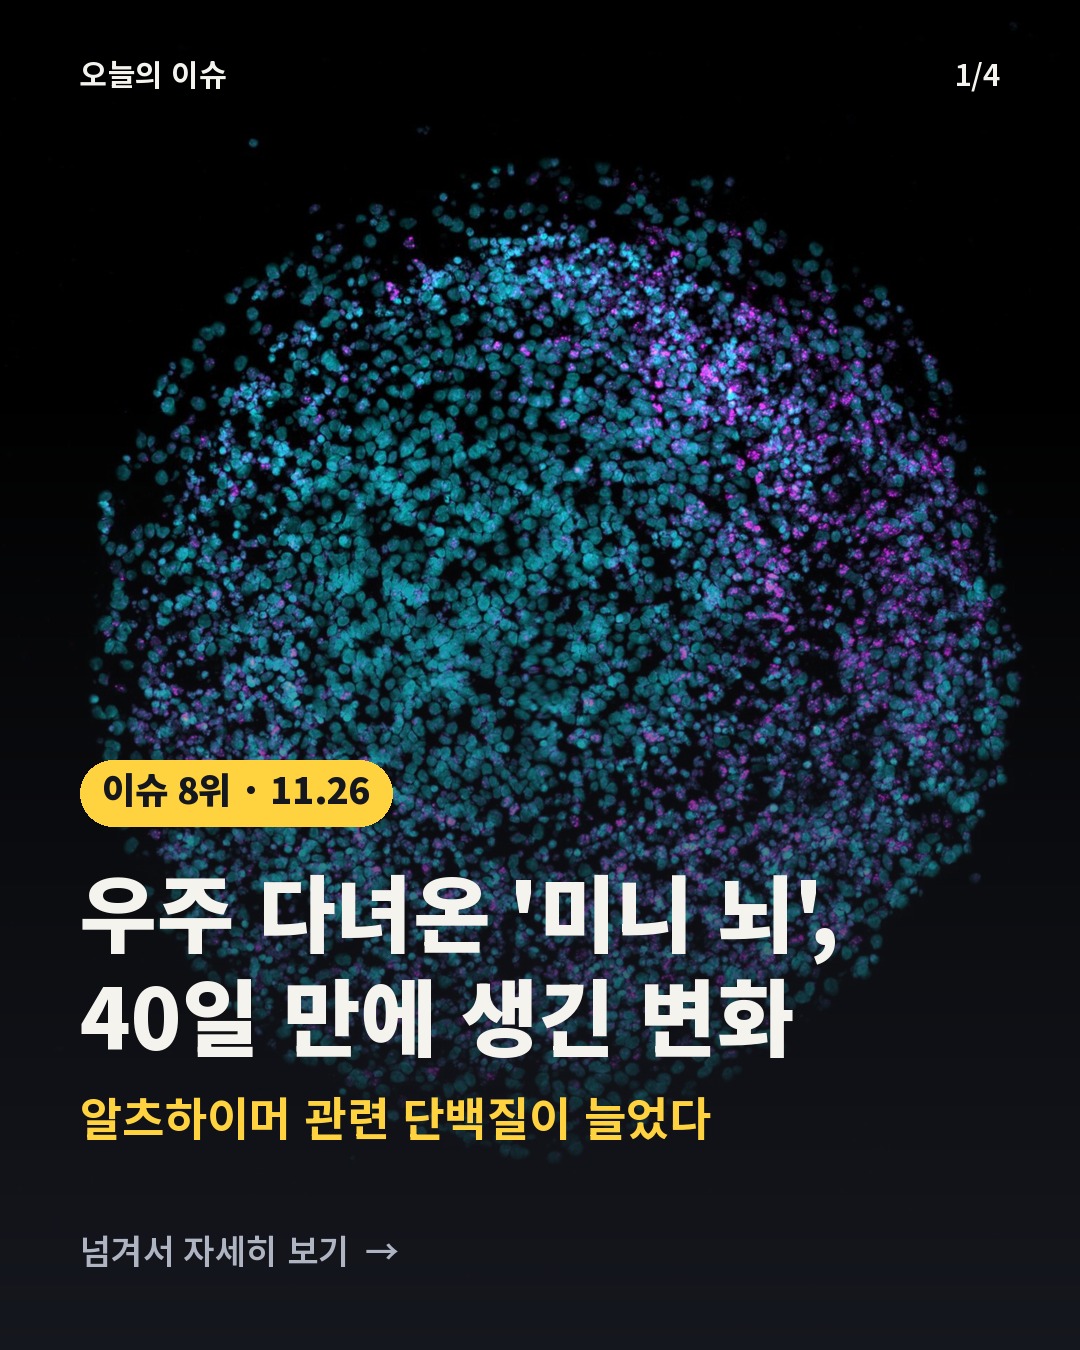 오늘의 이슈
1/4
이슈 8위 · 11.26
우주 다녀온 '미니 뇌',
40일 만에 생긴 변화
알츠하이머 관련 단백질이 늘었다
넘겨서 자세히 보기 →